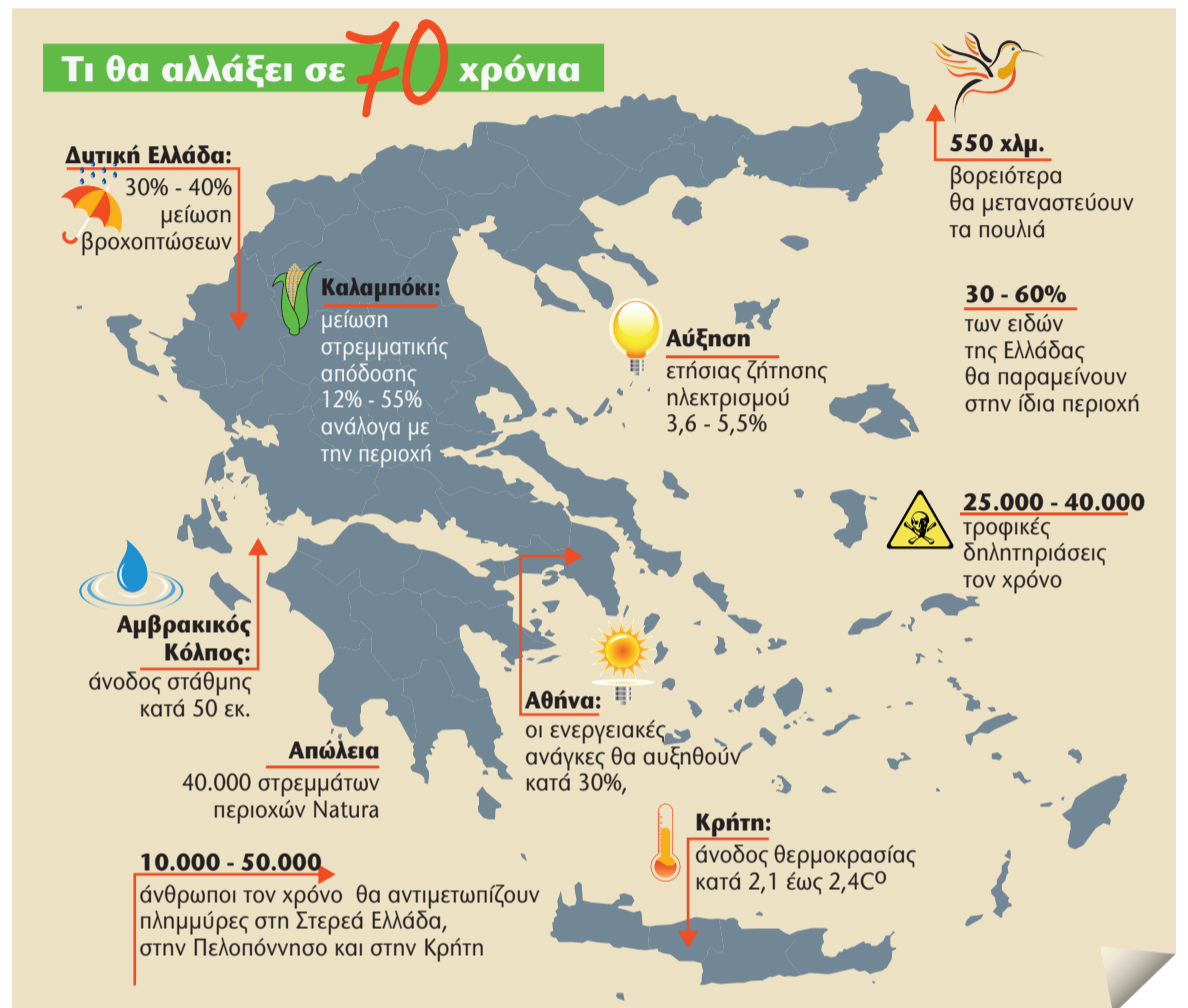 Τι θα αλλάξει σε 70 χρόνια
Δυτική Ελλάδα:
30% - 40%
μείωση
βροχοπτώσεων
Καλαμπόκι:
μείωση
στρεμματικής
απόδοσης
12% - 55%
ανάλογα με
την περιοχή
Αύξηση
ετήσιας ζήτησης
ηλεκτρισμού
3,6 - 5,5%
550 χλμ.
βορειότερα
θα μεταναστεύουν
τα πουλιά
30 - 60%
των ειδών
της Ελλάδας
θα παραμείνουν
στην ίδια περιοχή
25.000 - 40.000
τροφικές
δηλητηριάσεις
τον χρόνο
Αμβρακικός
Κόλπος:
άνοδος στάθμης
κατά 50 εκ.
Αθήνα:
οι ενεργειακές
ανάγκες θα αυξηθούν
κατά 30%,
Απώλεια
40.000 στρεμμάτων
περιοχών Natura
Κρήτη:
άνοδος θερμοκρασίας
κατά 2,1 έως 2,4Cº
10.000 - 50.000
άνθρωποι τον χρόνο θα αντιμετωπίζουν
πλημμύρες στη Στερεά Ελλάδα,
στην Πελοπόννησο και στην Κρήτη